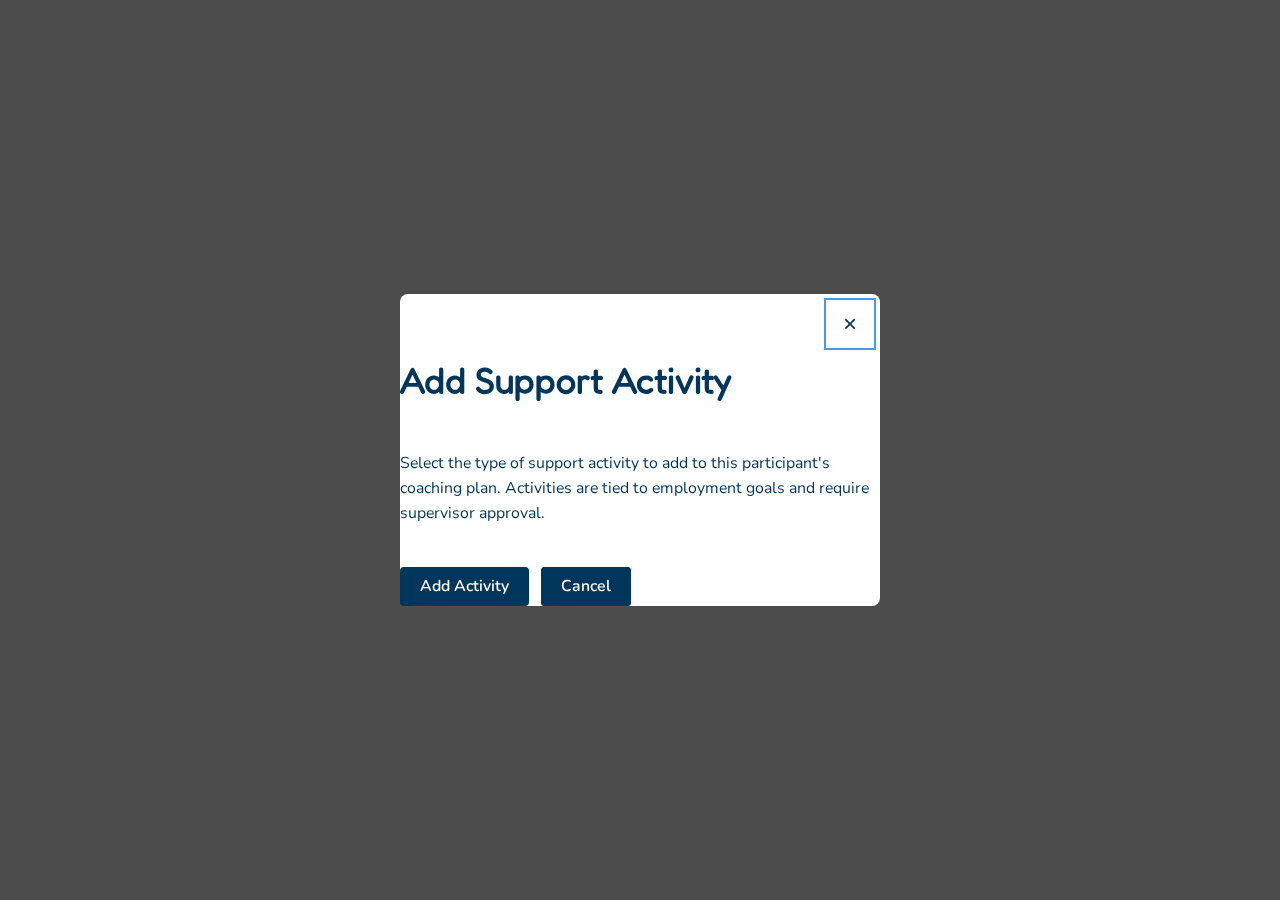 ×
Add Support Activity
Select the type of support activity to add to this participant's
coaching plan. Activities are tied to employment goals and require
supervisor approval.
Add Activity Cancel